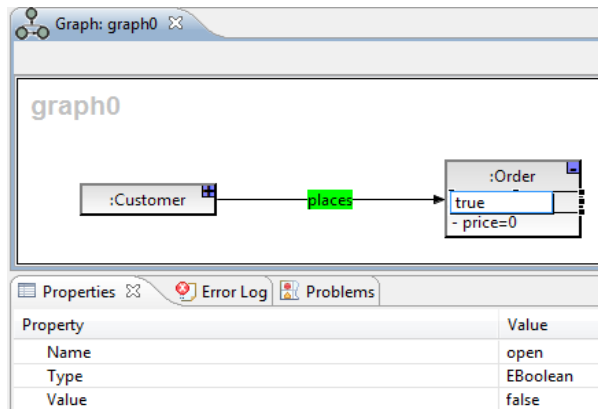 Graph: graph0
graph0
:Customer
places
:Order
true
- price=0
Properties
Error Log
Problems
Property Value
Name open
Type EBoolean
Value false